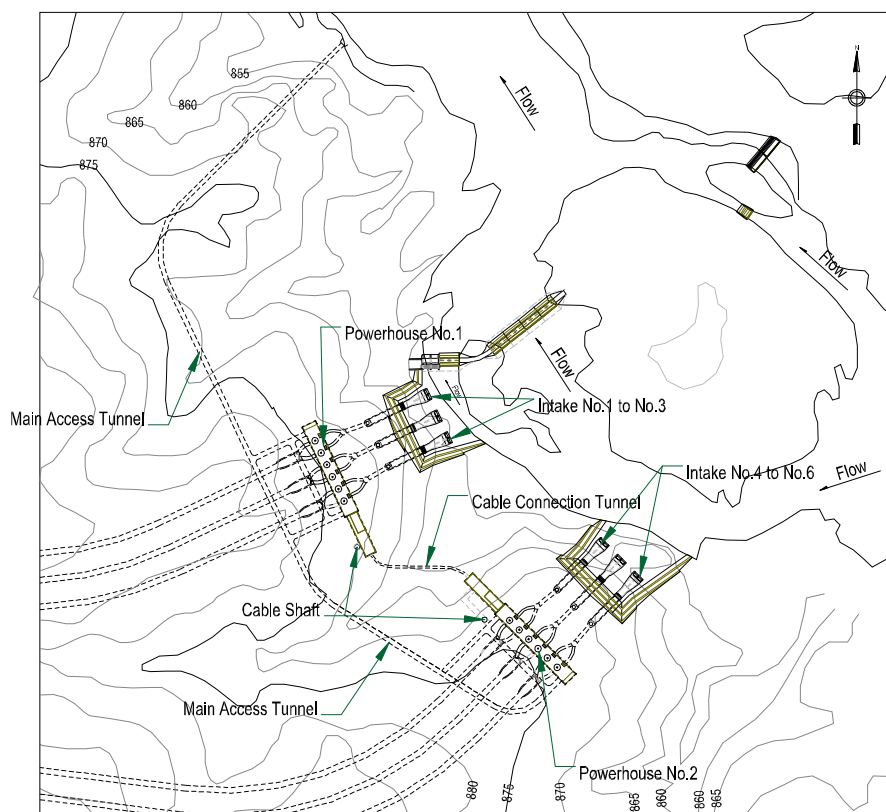 855
860
865
870
875
N
Flow
Flow
Powerhouse No.1
Flow
Flow
Main Access Tunnel
Intake No.1 to No.3
Intake No.4 to No.6
Flow
Cable Connection Tunnel
Cable Shaft
Main Access Tunnel
Powerhouse No.2
880
875
870
865
860
860
865